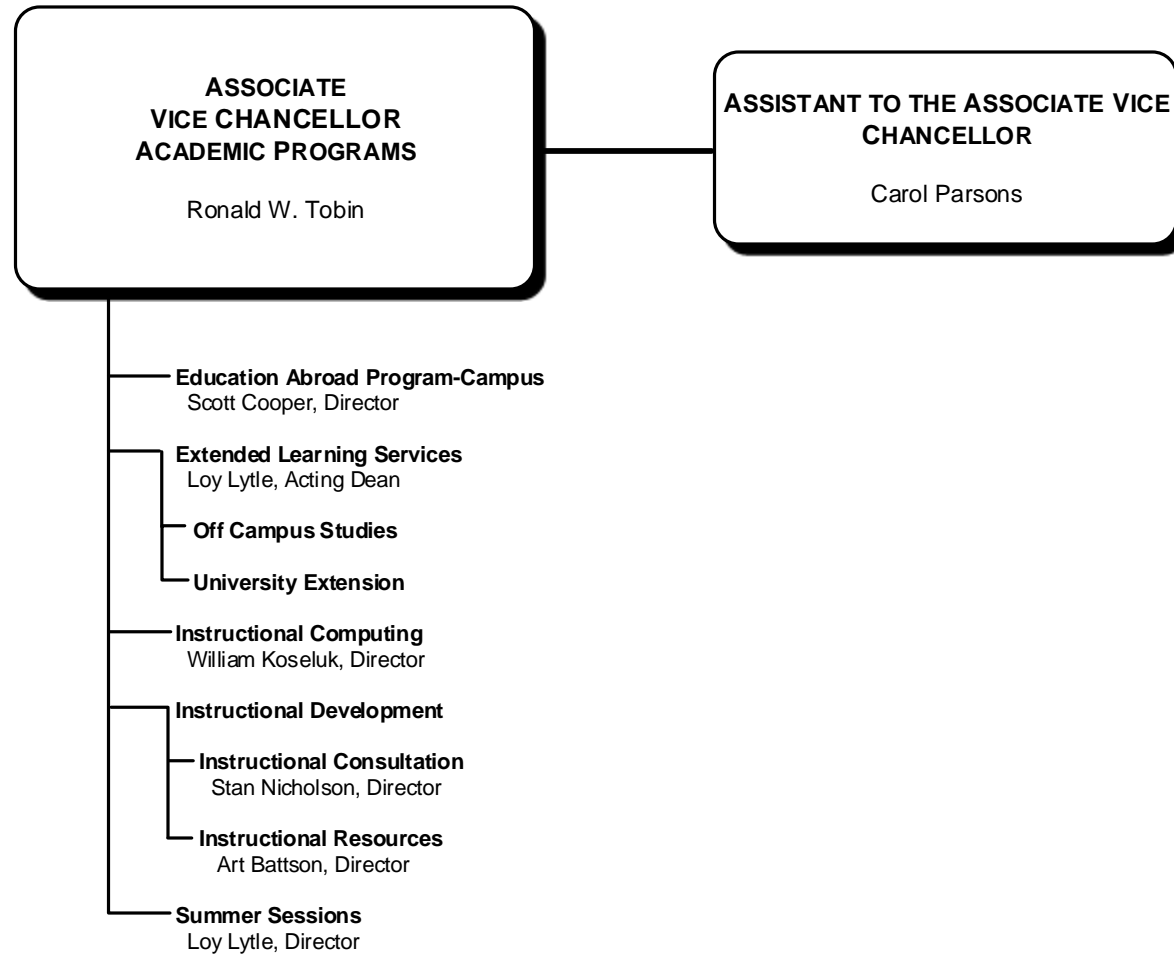 ASSOCIATE
VICE CHANCELLOR
ACADEMIC PROGRAMS
Ronald W. Tobin
ASSISTANT TO THE ASSOCIATE VICE
CHANCELLOR
Carol Parsons
Education Abroad Program-Campus
Scott Cooper, Director
Extended Learning Services
Loy Lytle, Acting Dean
Off Campus Studies
University Extension
Instructional Computing
William Koseluk, Director
Instructional Development
Instructional Consultation
Stan Nicholson, Director
Instructional Resources
Art Battson, Director
Summer Sessions
Loy Lytle, Director